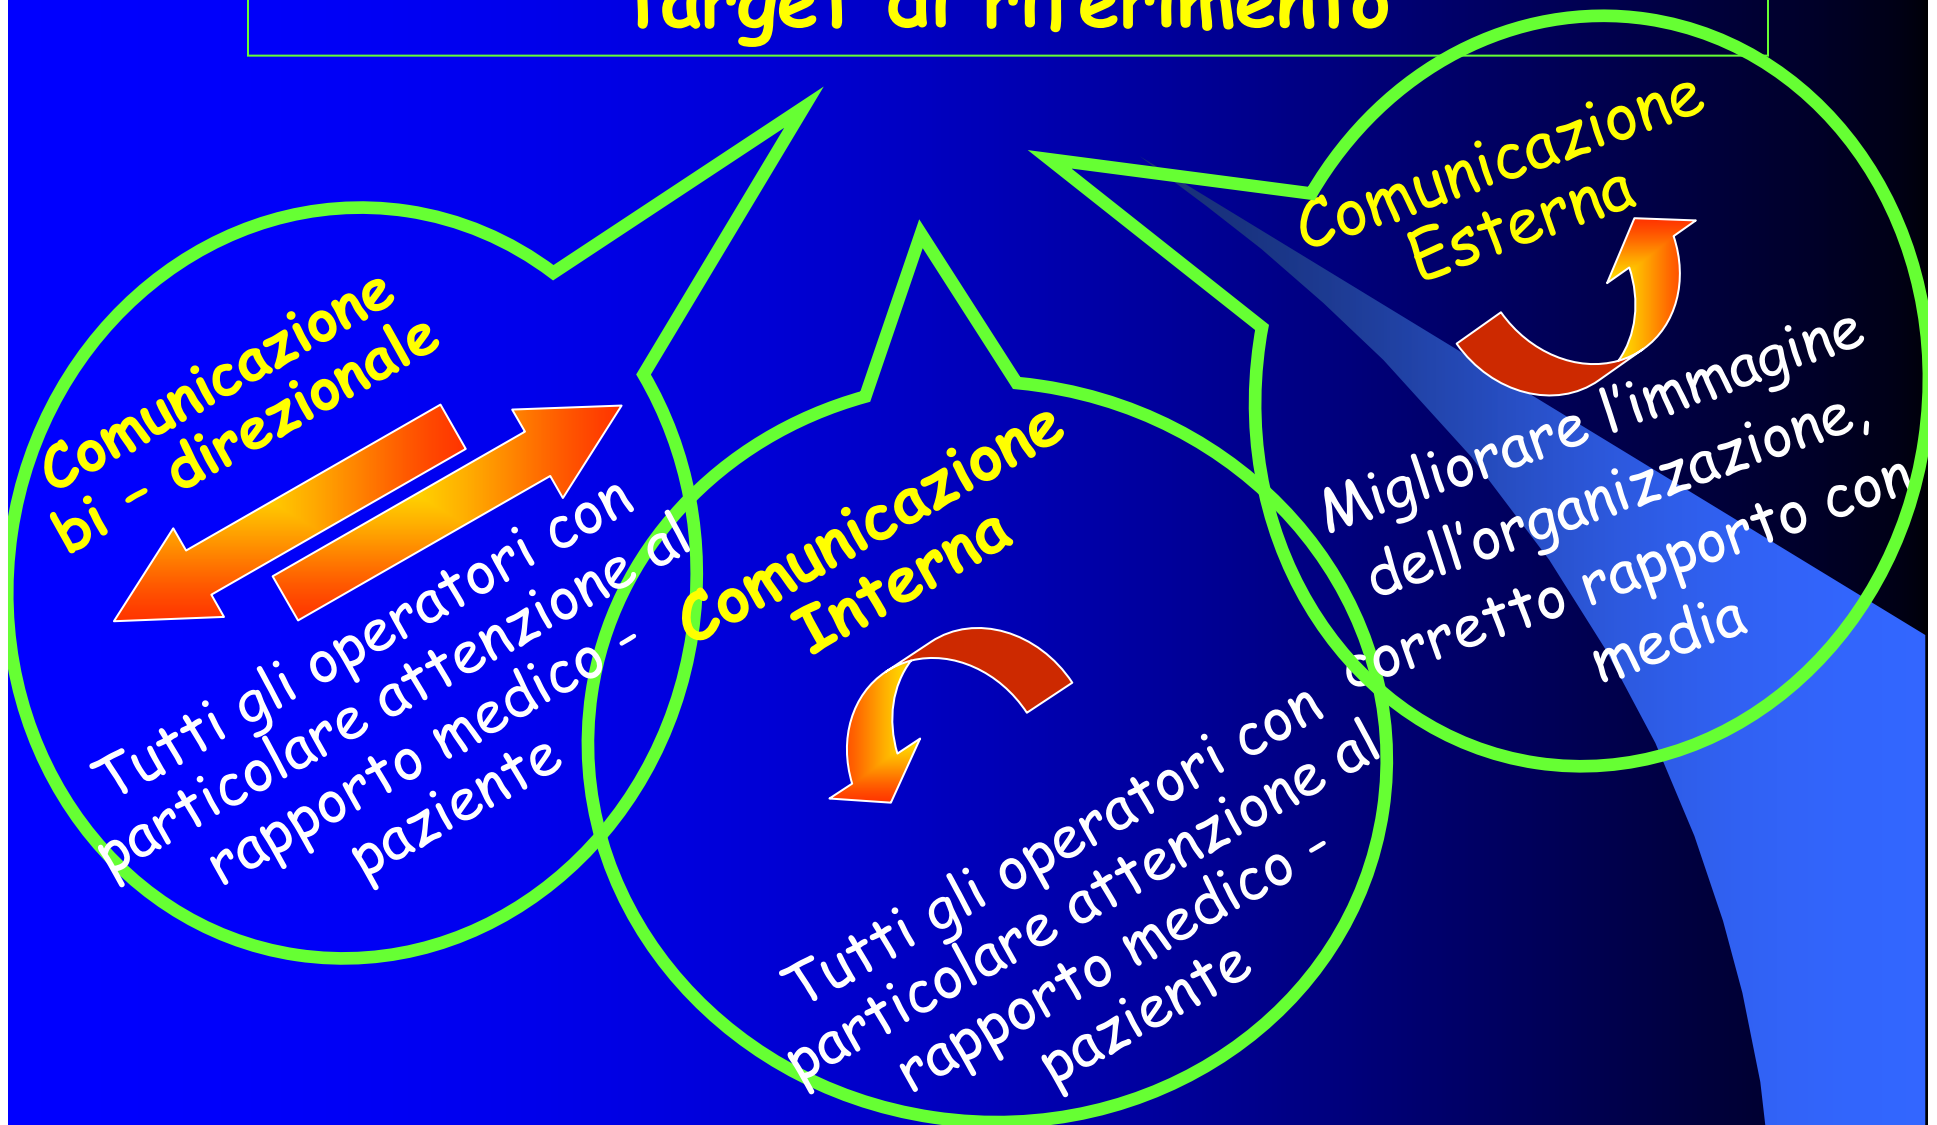 Target di riferimento
Comunicazione
bi - direzionale
Tutti gli operatori con
particolare attenzione al
rapporto medico -
paziente
Comunicazione
Interna
Tutti gli operatori con
particolare attenzione al
rapporto medico -
paziente
Comunicazione
Esterna
Migliorare l'immagine
dell'organizzazione,
corretto rapporto con
media